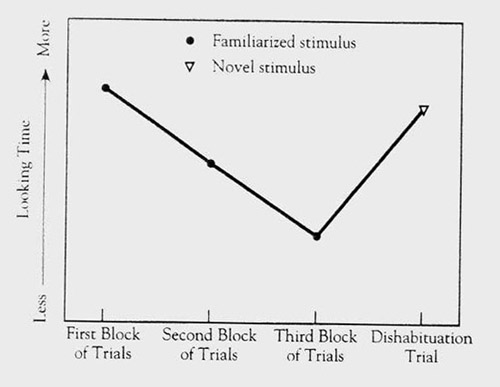 More
Familiarized stimulus
Novel stimulus
Looking Time
Less
First Block
of Trials
Second Block
of Trials
Third Block
of Trials
Dishabituation
Trial